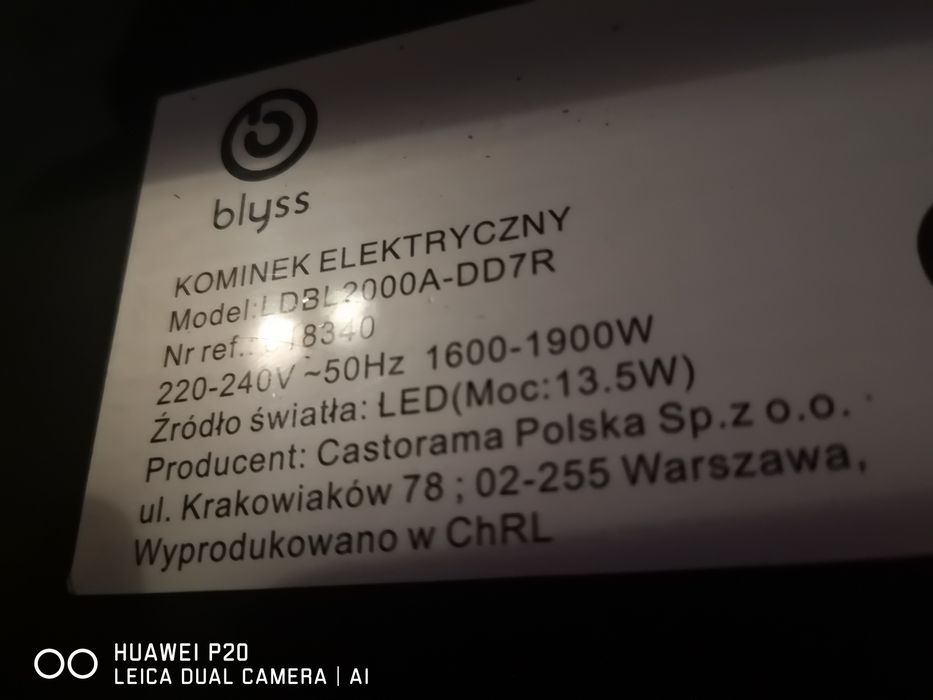 blyss
KOMINEK ELEKTRYCZNY
Model:LDBL2000A-DD7R
Nr ref.:
220-240V ~50Hz 1600-1900W
Źródło światła: LED(Moc:13.5W)
Producent: Castorama Polska Sp.z o.o.
ul. Krakowiaków 78 ; 02-255 Warszawa,
Wyprodukowano w ChRL
HUAWEI P20
LEICA DUAL CAMERA | AI